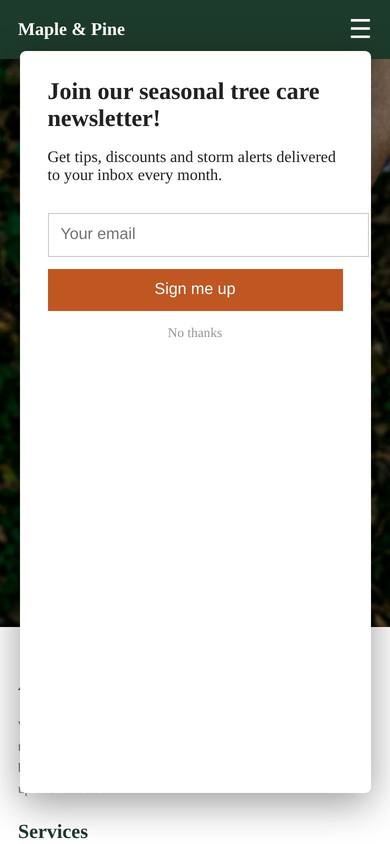 Maple & Pine
Join our seasonal tree care
newsletter!
Get tips, discounts and storm alerts delivered
to your inbox every month.
Your email
Sign me up
No thanks
Services